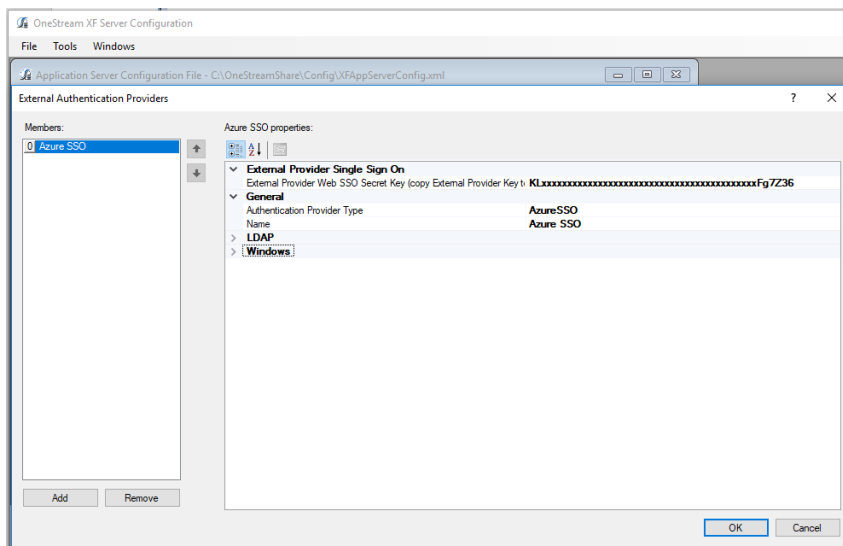 OneStream XF Server Configuration
File Tools Windows
Application Server Configuration File - C:\OneStreamShare\Config\XFAppServerConfig.xml
External Authentication Providers ?
Members:
Azure SSO properties:
0 Azure SSO
External Provider Single Sign On
External Provider Web SSO Secret Key (copy External Provider Key t KLxxxxxxxxxxxxxxxxxxxxxxxxxxxxxxxxxxxxxxxxxxxFg7Z36
General
Authentication Provider Type AzureSSO
Name Azure SSO
LDAP
Windows
Add Remove
OK Cancel